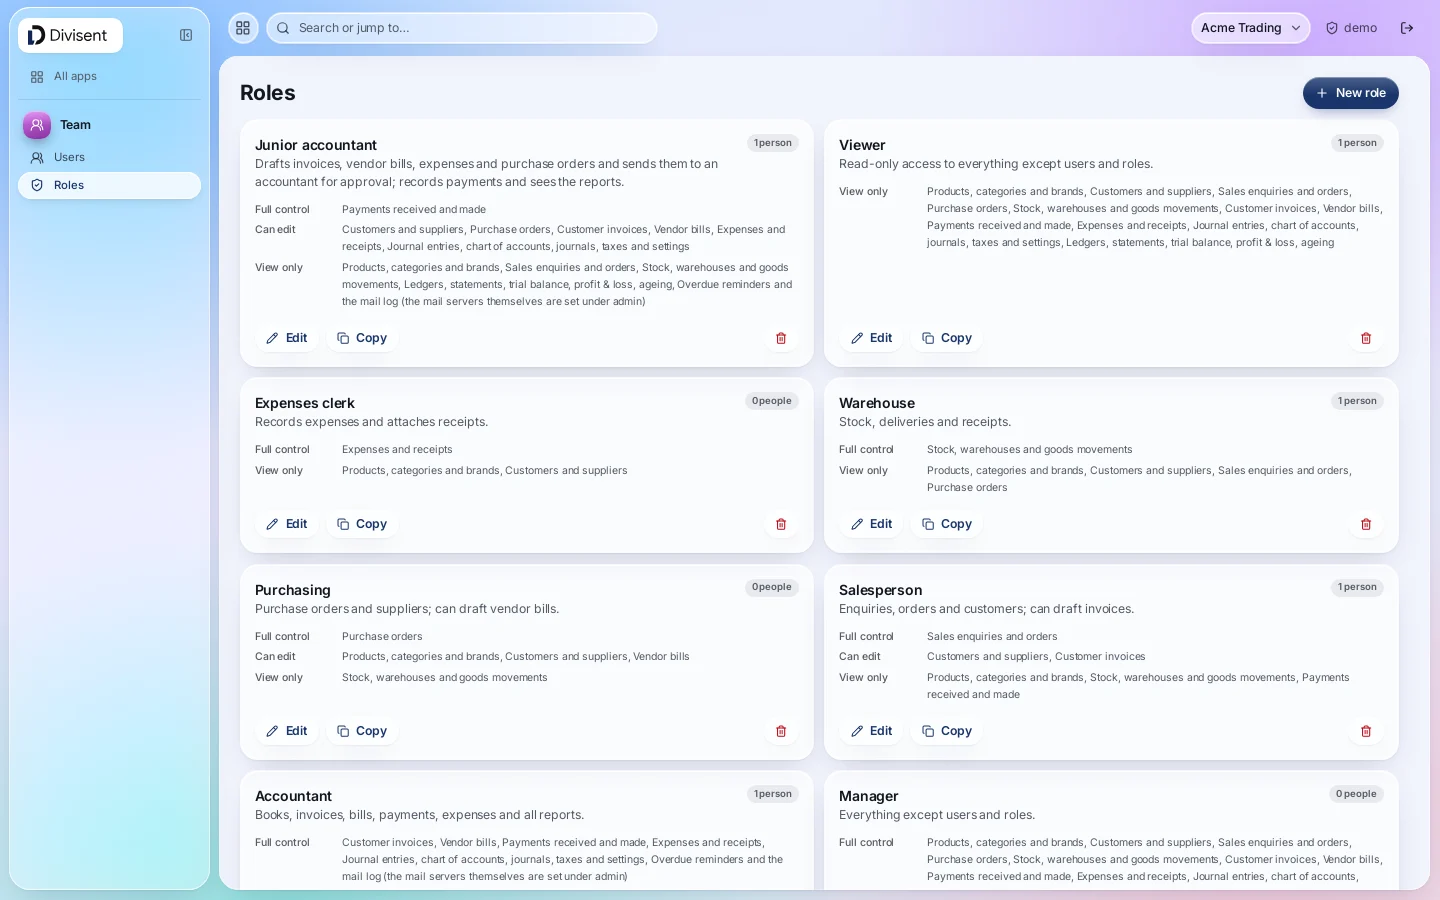 Divisent
All apps
Team
Users
Roles
Search or jump to...
Acme Trading
demo
Roles
New role
Junior accountant
1 person
Drafts invoices, vendor bills, expenses and purchase orders and sends them to an
accountant for approval; records payments and sees the reports.
Full control
Payments received and made
Can edit
Customers and suppliers, Purchase orders, Customer invoices, Vendor bills, Expenses and
receipts, Journal entries, chart of accounts, journals, taxes and settings
View only
Products, categories and brands, Sales enquiries and orders, Stock, warehouses and goods
movements, Ledgers, statements, trial balance, profit & loss, ageing, Overdue reminders and
the mail log (the mail servers themselves are set under admin)
Edit
Copy
Viewer
1 person
Read-only access to everything except users and roles.
View only
Products, categories and brands, Customers and suppliers, Sales enquiries and orders,
Purchase orders, Stock, warehouses and goods movements, Customer invoices, Vendor bills,
Payments received and made, Expenses and receipts, Journal entries, chart of accounts,
journals, taxes and settings, Ledgers, statements, trial balance, profit & loss, ageing
Edit
Copy
Expenses clerk
0 people
Records expenses and attaches receipts.
Full control
Expenses and receipts
View only
Products, categories and brands, Customers and suppliers
Edit
Copy
Warehouse
1 person
Stock, deliveries and receipts.
Full control
Stock, warehouses and goods movements
View only
Products, categories and brands, Customers and suppliers, Sales enquiries and orders,
Purchase orders
Edit
Copy
Purchasing
0 people
Purchase orders and suppliers; can draft vendor bills.
Full control
Purchase orders
Can edit
Products, categories and brands, Customers and suppliers, Vendor bills
View only
Stock, warehouses and goods movements
Edit
Copy
Salesperson
1 person
Enquiries, orders and customers; can draft invoices.
Full control
Sales enquiries and orders
Can edit
Customers and suppliers, Customer invoices
View only
Products, categories and brands, Stock, warehouses and goods movements, Payments
received and made
Edit
Copy
Accountant
1 person
Books, invoices, bills, payments, expenses and all reports.
Full control
Customer invoices, Vendor bills, Payments received and made, Expenses and receipts,
Journal entries, chart of accounts, journals, taxes and settings, Overdue reminders and the
mail log (the mail servers themselves are set under admin)
Manager
0 people
Everything except users and roles.
Full control
Products, categories and brands, Customers and suppliers, Sales enquiries and orders,
Purchase orders, Stock, warehouses and goods movements, Customer invoices, Vendor bills,
Payments received and made, Expenses and receipts, Journal entries, chart of accounts,